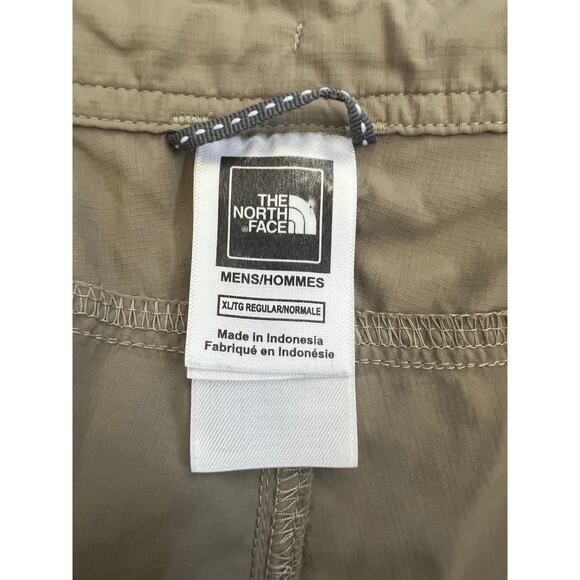 THE
NORTH
®FACE
MENS/HOMMES
XL/TG REGULAR/NORMALE
Made in Indonesia
Fabriqué en Indonésie